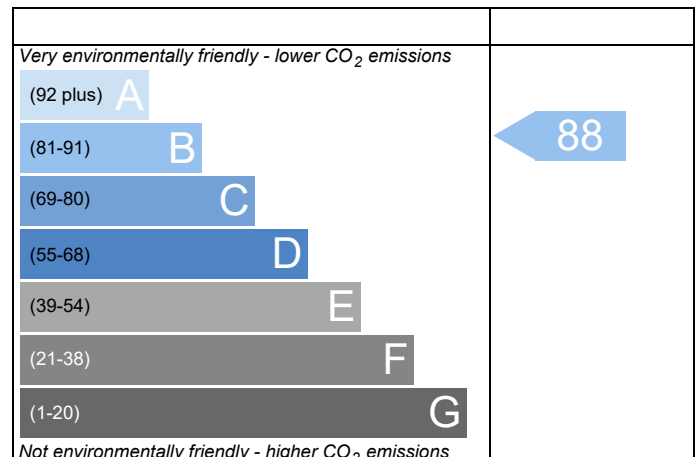 Very environmentally friendly - lower CO₂ emissions
(92 plus) A
(81-91) B
88
(69-80) C
(55-68) D
(39-54) E
(21-38) F
(1-20) G
Not environmentally friendly - higher CO₂ emissions